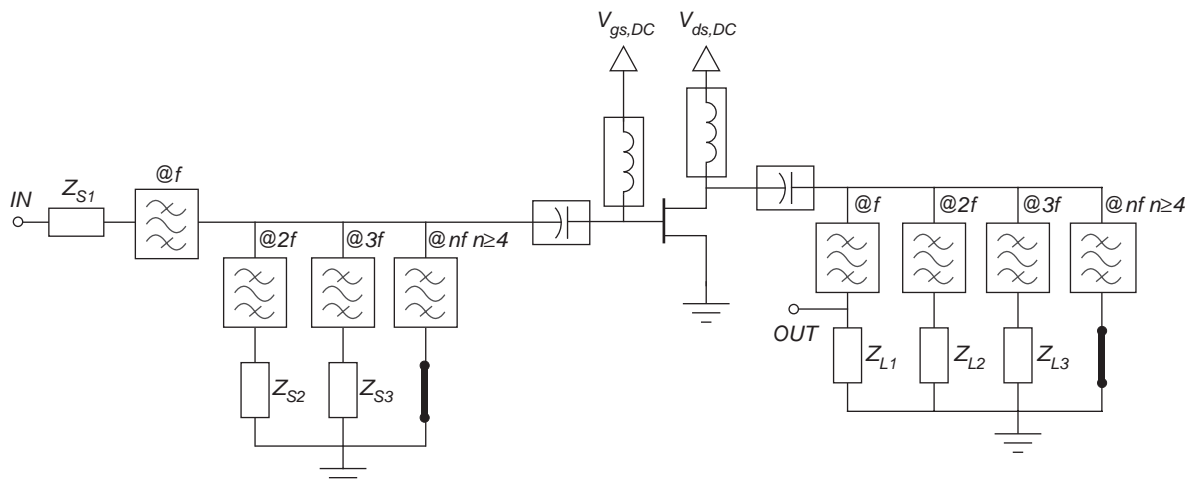 V_gs,DC
V_ds,DC
@f
Z_S1
IN
@2f
@3f
@nf n≥4
@f
@2f
@3f
@nf n≥4
Z_S2
Z_S3
OUT
Z_L1
Z_L2
Z_L3